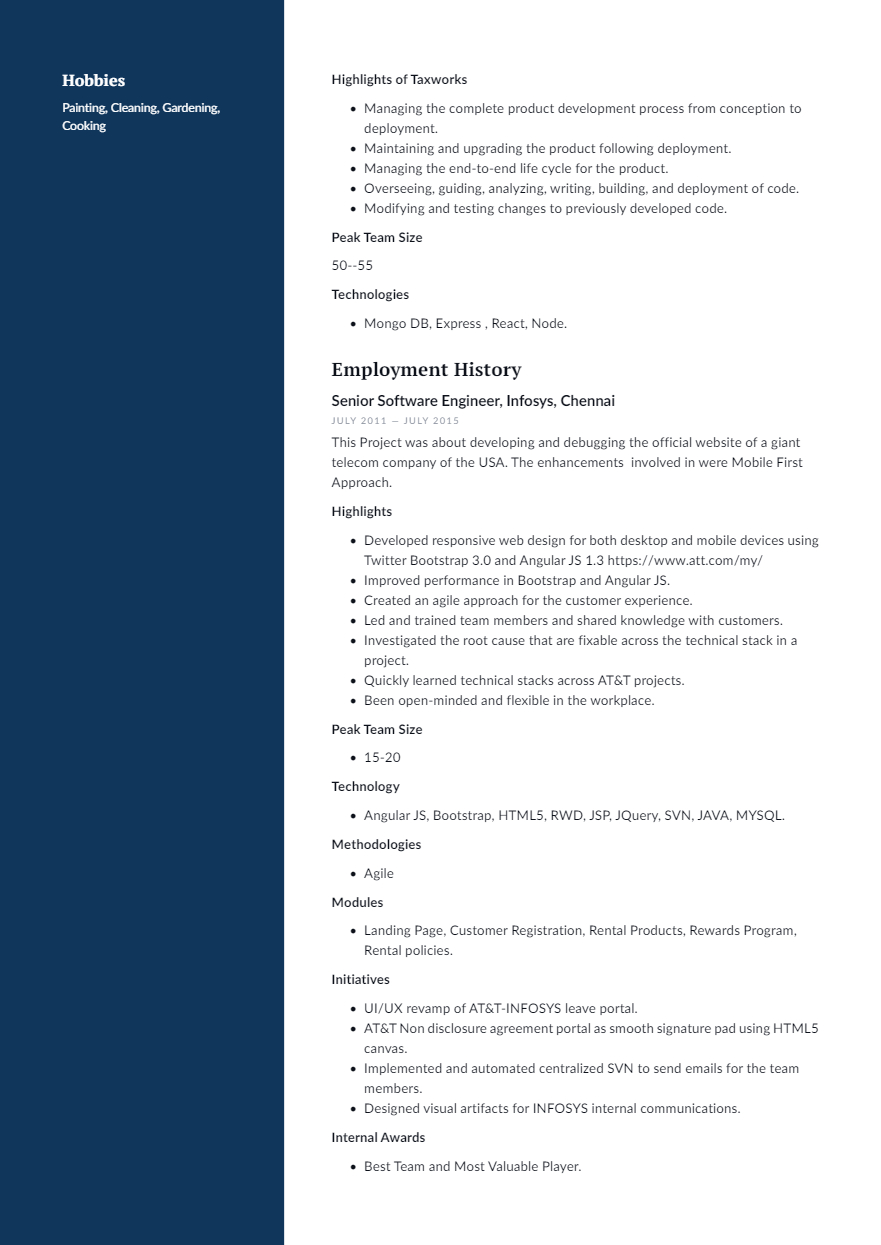 Hobbies
Painting, Cleaning, Gardening,
Cooking
Highlights of Taxworks
• Managing the complete product development process from conception to
deployment.
• Maintaining and upgrading the product following deployment.
• Managing the end-to-end life cycle for the product.
• Overseeing, guiding, analyzing, writing, building, and deployment of code.
• Modifying and testing changes to previously developed code.
Peak Team Size
50--55
Technologies
• Mongo DB, Express , React, Node.
Employment History
Senior Software Engineer, Infosys, Chennai
JULY 2011 — JULY 2015
This Project was about developing and debugging the official website of a giant
telecom company of the USA. The enhancements  involved in were Mobile First
Approach.
Highlights
• Developed responsive web design for both desktop and mobile devices using
Twitter Bootstrap 3.0 and Angular JS 1.3 https://www.att.com/my/
• Improved performance in Bootstrap and Angular JS.
• Created an agile approach for the customer experience.
• Led and trained team members and shared knowledge with customers.
• Investigated the root cause that are fixable across the technical stack in a
project.
• Quickly learned technical stacks across AT&T projects.
• Been open-minded and flexible in the workplace.
Peak Team Size
• 15-20
Technology
• Angular JS, Bootstrap, HTML5, RWD, JSP, JQuery, SVN, JAVA, MYSQL.
Methodologies
• Agile
Modules
• Landing Page, Customer Registration, Rental Products, Rewards Program,
Rental policies.
Initiatives
• UI/UX revamp of AT&T-INFOSYS leave portal.
• AT&T Non disclosure agreement portal as smooth signature pad using HTML5
canvas.
• Implemented and automated centralized SVN to send emails for the team
members.
• Designed visual artifacts for INFOSYS internal communications.
Internal Awards
• Best Team and Most Valuable Player.